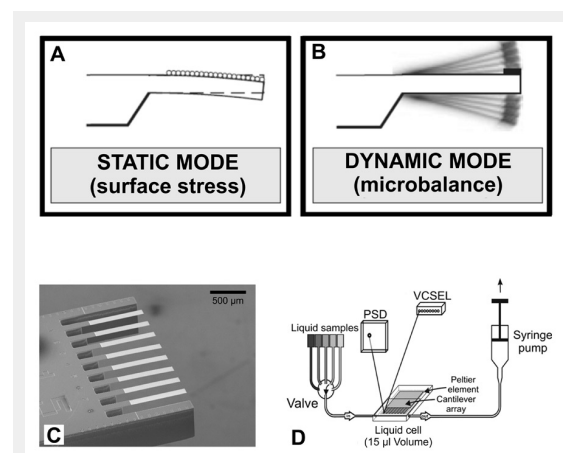 A
STATIC MODE
(surface stress)
B
DYNAMIC MODE
(microbalance)
500 µm
C
Liquid samples
PSD
VCSEL
Syringe
pump
Valve
Peltier
element
Cantilever
array
Liquid cell
(15 µl Volume)
D